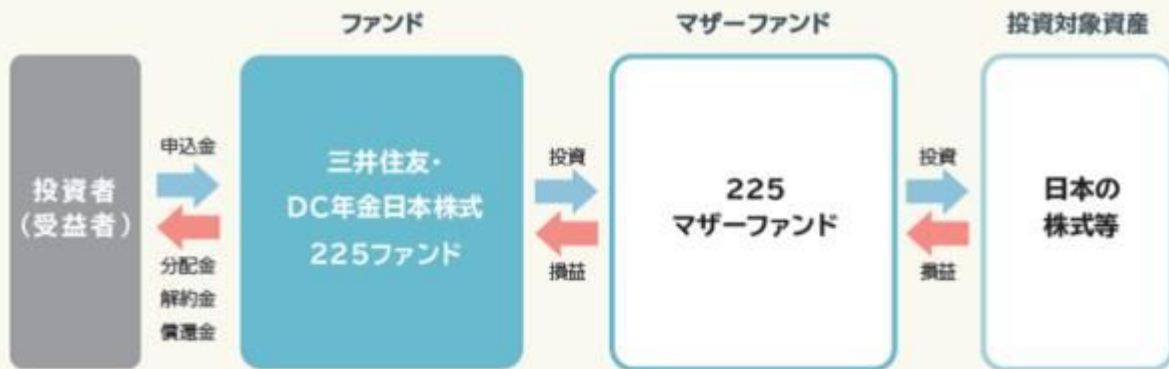 ファンド
マザーファンド
投資対象資産
投資者
(受益者)
申込金
分配金
解約金
償還金
三井住友・
DC年金日本株式
225ファンド
投資
損益
225
マザーファンド
投資
損益
日本の
株式等